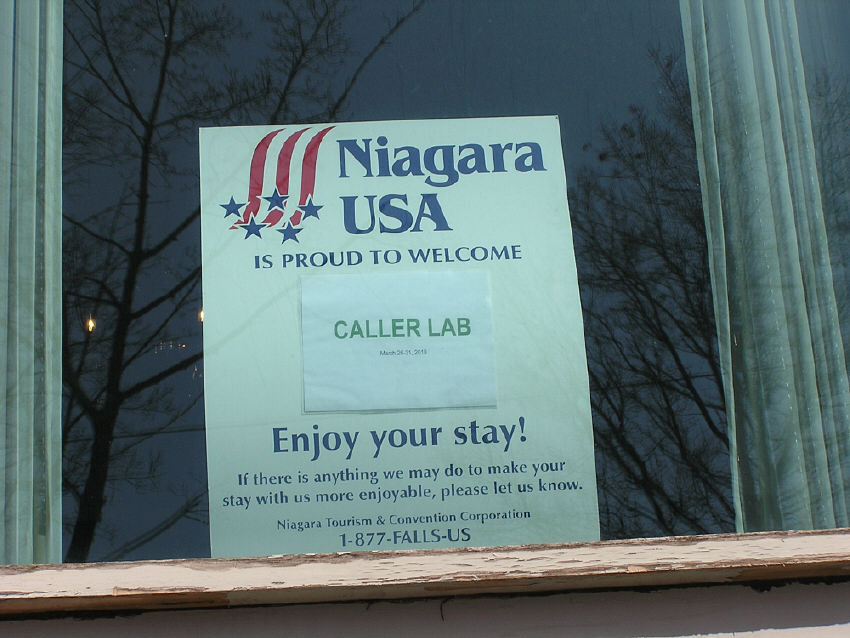 Niagara
USA
IS PROUD TO WELCOME
CALLER LAB
Enjoy your stay!
If there is anything we may do to make your
stay with us more enjoyable, please let us know.
Niagara Tourism & Convention Corporation
1-877-FALLS-US